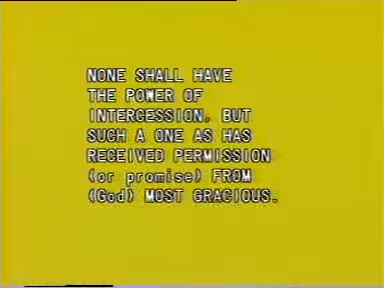 NONE SHALL HAVE
THE POWER OF
INTERCESSION. BUT
SUCH A ONE AS HAS
RECEIVED PERMISSION
(or promise) FROM
(God) MOST GRACIOUS.